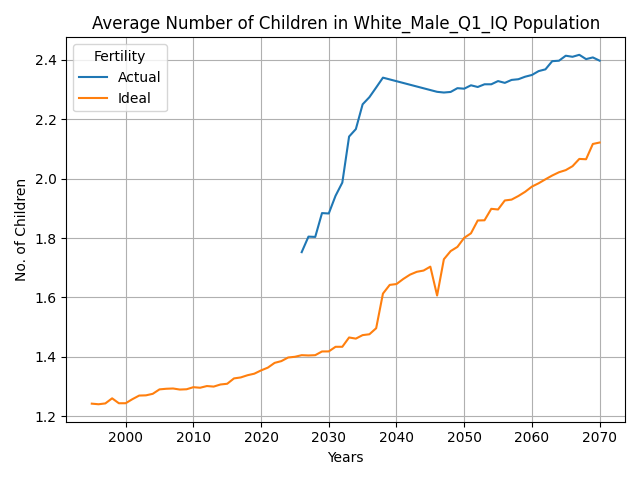 Average Number of Children in White_Male_Q1_IQ Population
Fertility
Actual
Ideal
No. of Children
2.4
2.2
2.0
1.8
1.6
1.4
1.2
2000 2010 2020 2030 2040 2050 2060 2070
Years